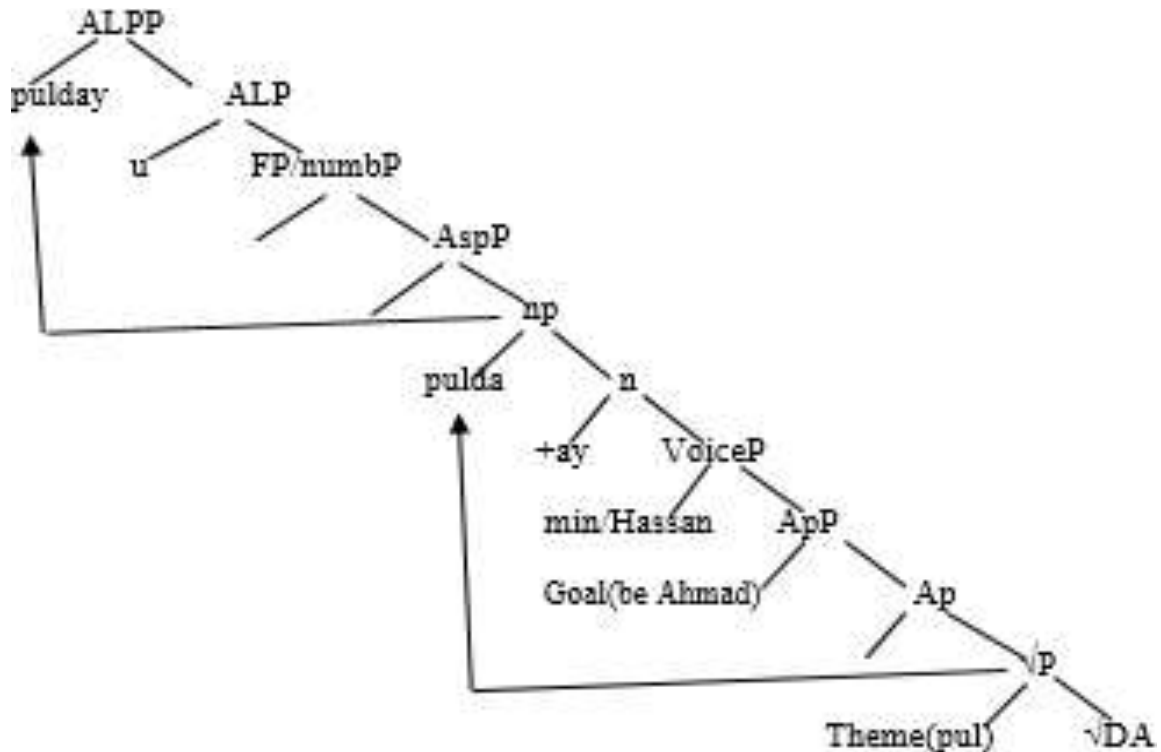 ALPP
pulday ALP
u FP/numbP
AspP
np
pulda n
+ay VoiceP
min/Hassan ApP
Goal(be Ahmad) Ap
√P
Theme(pul) √DA